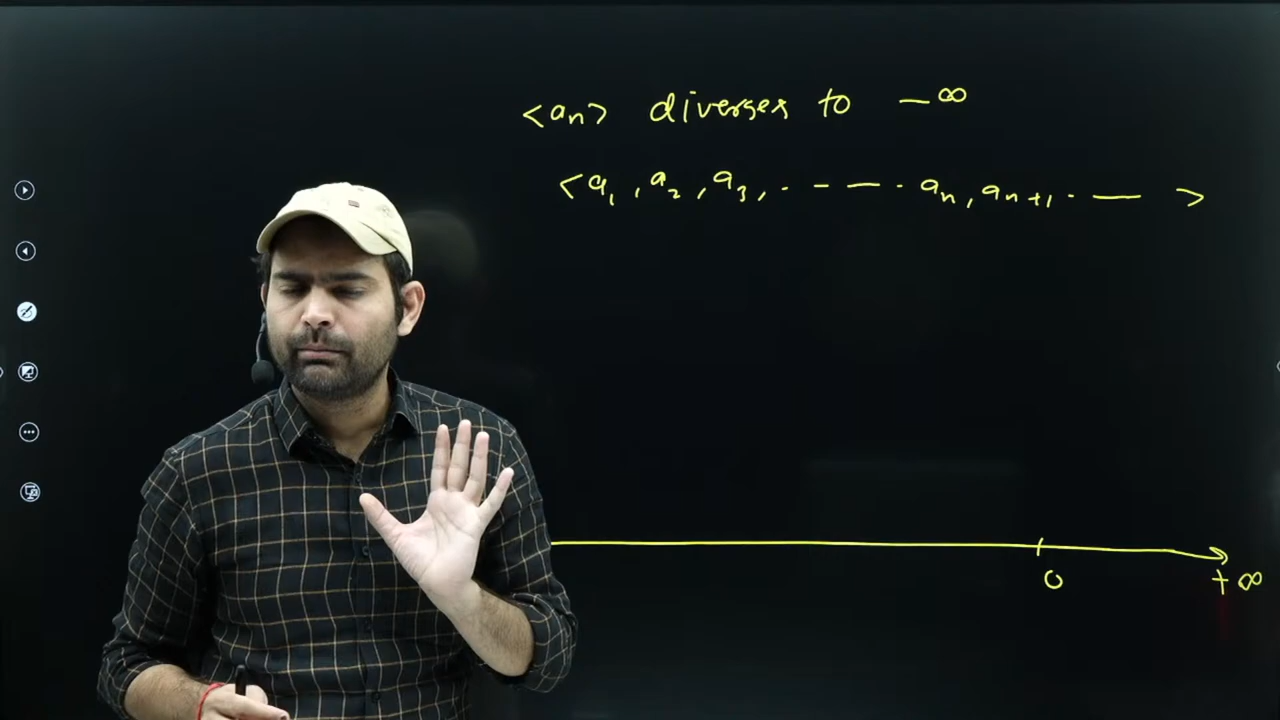 <aₙ> diverges to −∞
<a₁, a₂, a₃, . - — . aₙ, aₙ₊₁ . — >
0
+∞